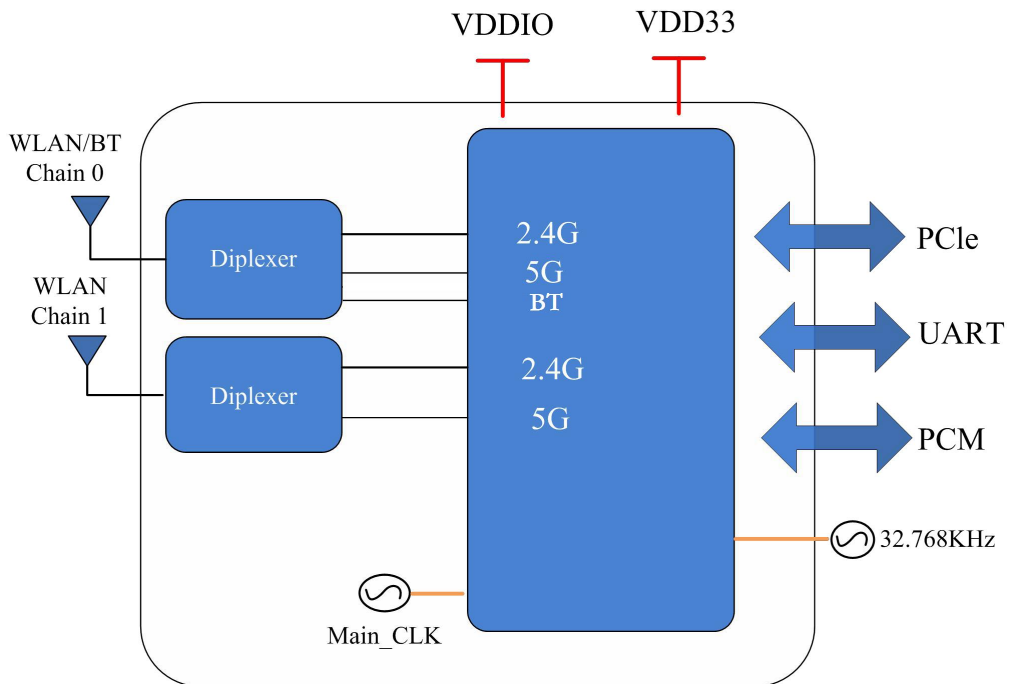 VDDIO
VDD33
WLAN/BT
Chain 0
WLAN
Chain 1
Diplexer
Diplexer
2.4G
5G
BT
2.4G
5G
PCle
UART
PCM
32.768KHz
Main_CLK